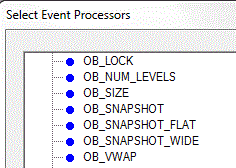 Select Event Processors
OB_LOCK
OB_NUM_LEVELS
OB_SIZE
OB_SNAPSHOT
OB_SNAPSHOT_FLAT
OB_SNAPSHOT_WIDE
OB_VWAP